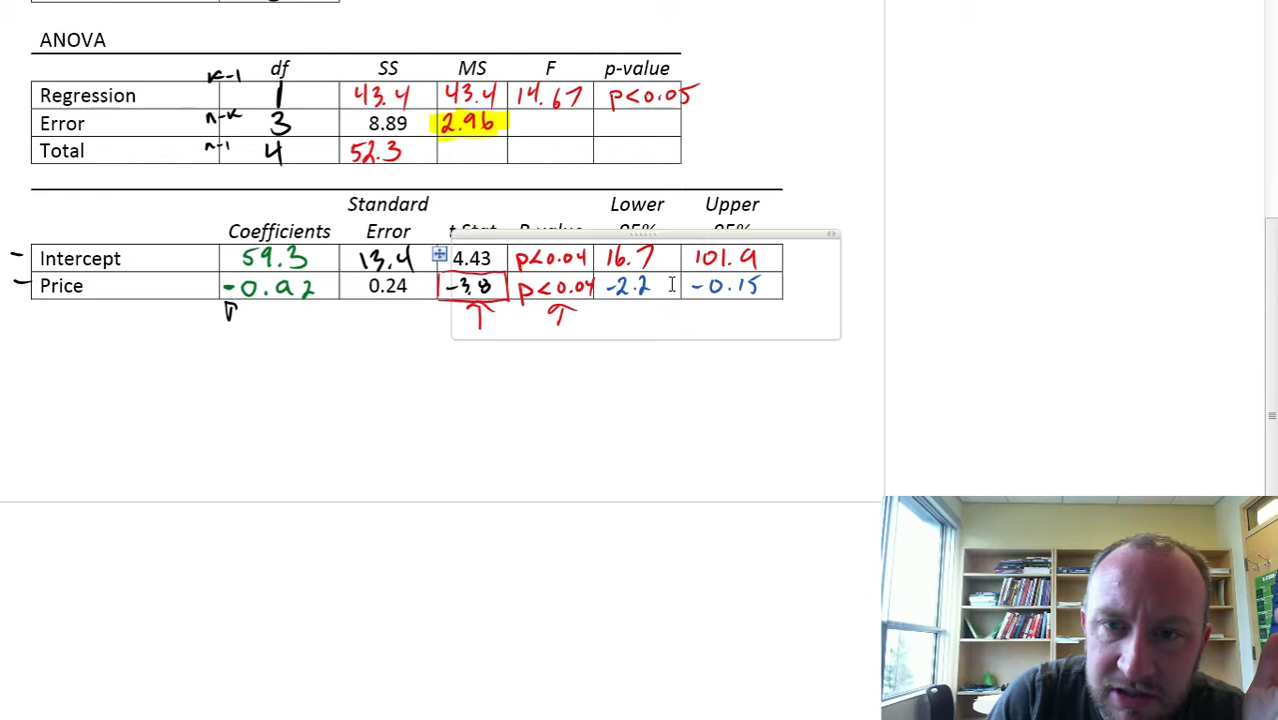 ANOVA
df SS MS F p-value
Regression K-1 1 43.4 43.4 14.67 p<0.05
Error n-K 3 8.89 2.96
Total n-1 4 52.3
Standard Lower Upper
Coefficients Error t Stat 95% 95%
Intercept 59.3 13.4 4.43 p<0.04 16.7 101.9
Price -0.92 0.24 -3.8 p<0.04 -2.2 -0.15